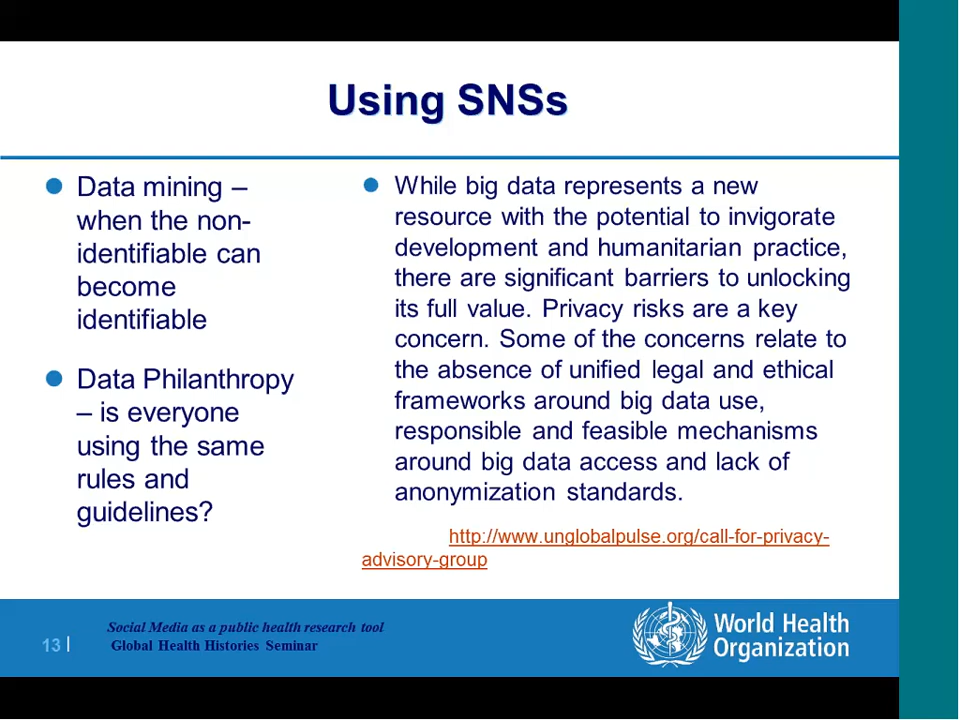 Using SNSs
Data mining –
when the non-
identifiable can
become
identifiable
Data Philanthropy
– is everyone
using the same
rules and
guidelines?
While big data represents a new
resource with the potential to invigorate
development and humanitarian practice,
there are significant barriers to unlocking
its full value. Privacy risks are a key
concern. Some of the concerns relate to
the absence of unified legal and ethical
frameworks around big data use,
responsible and feasible mechanisms
around big data access and lack of
anonymization standards.
http://www.unglobalpulse.org/call-for-privacy-
advisory-group
13 |
Social Media as a public health research tool
Global Health Histories Seminar
World Health
Organization